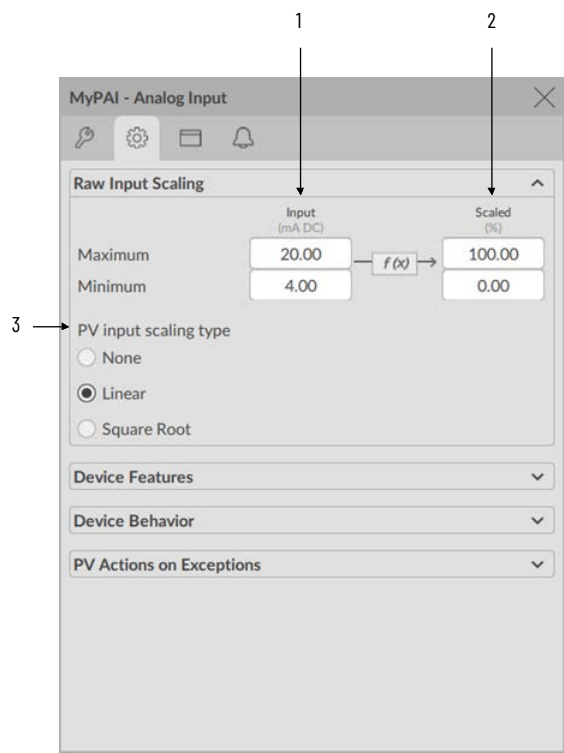 1 2
MyPAI - Analog Input
Raw Input Scaling
Input Scaled
(mA DC) (%)
Maximum 20.00 f(x) 100.00
Minimum 4.00 0.00
3 PV input scaling type
None
Linear
Square Root
Device Features
Device Behavior
PV Actions on Exceptions